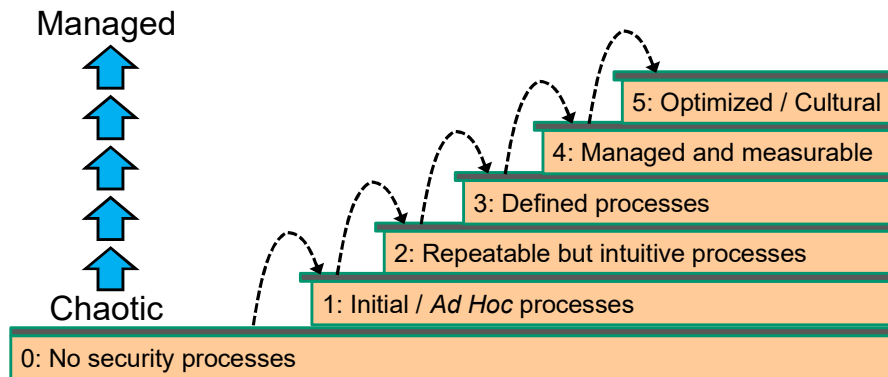 Managed
5: Optimized / Cultural
4: Managed and measurable
3: Defined processes
2: Repeatable but intuitive processes
1: Initial / Ad Hoc processes
Chaotic
0: No security processes